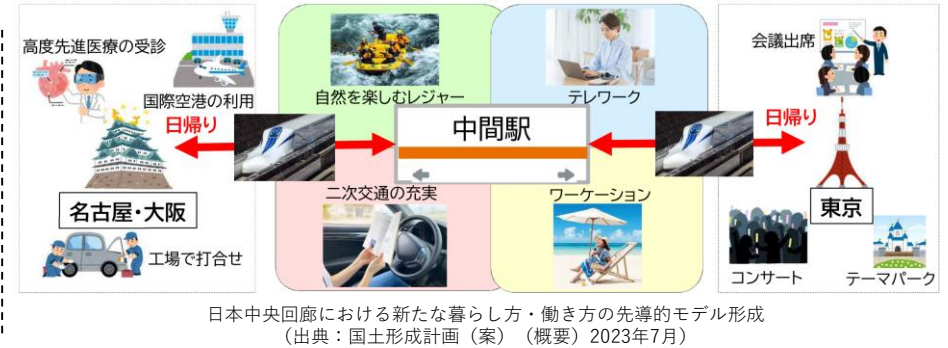 高度先進医療の受診
国際空港の利用
日帰り
名古屋・大阪
工場で打合せ
自然を楽しむレジャー
テレワーク
中間駅
二次交通の充実
ワーケーション
会議出席
日帰り
東京
コンサート
テーマパーク
日本中央回廊における新たな暮らし方・働き方の先導的モデル形成
（出典：国土形成計画（案）（概要）2023年7月）